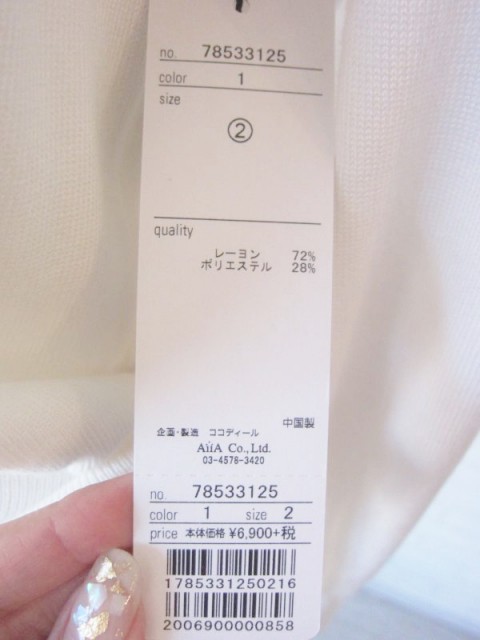 no. 78533125
color 1
size
②
quality
レーヨン 72%
ポリエステル 28%
中国製
企画・製造 ココディール
AiiA Co.,Ltd.
03-4578-3420
no. 78533125
color 1 size 2
price 本体価格 ¥6,900+税
1785331250216
2006900000858